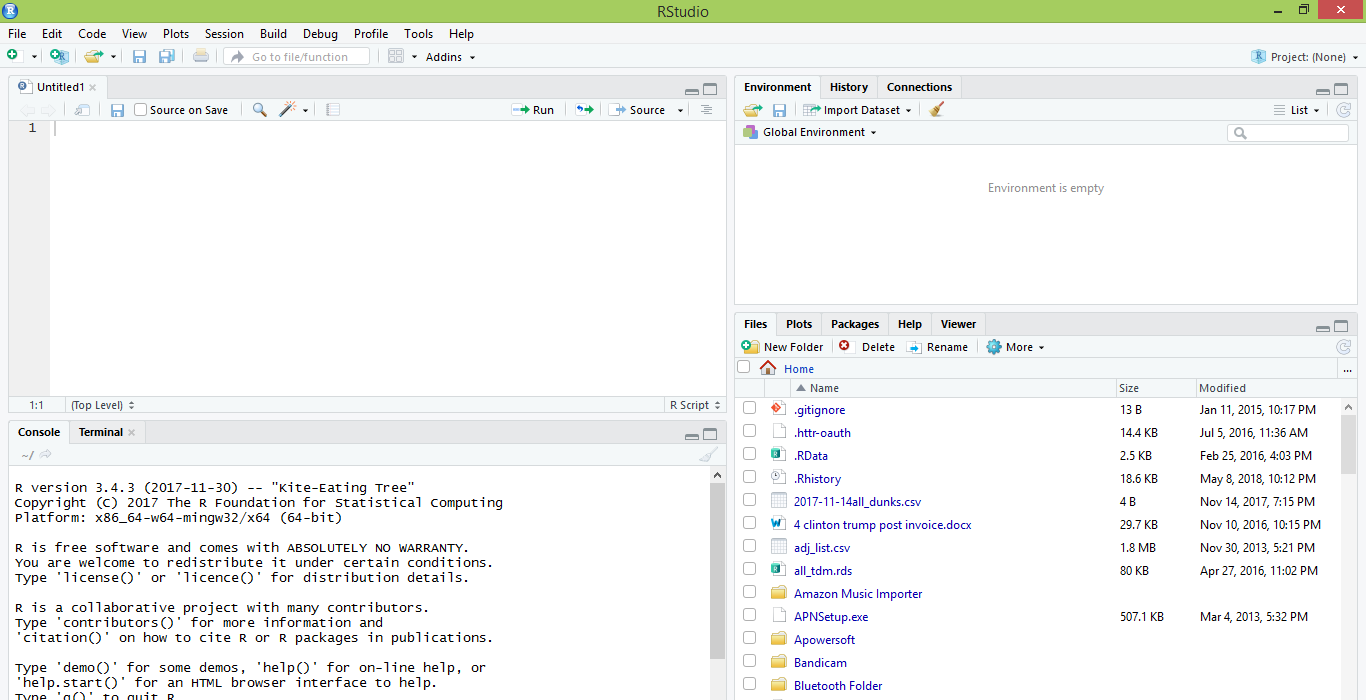 RStudio
File Edit Code View Plots Session Build Debug Profile Tools Help
Go to file/function Addins Project: (None)
Untitled1
Source on Save Run Source
1
1:1 (Top Level) R Script
Console Terminal
~/
R version 3.4.3 (2017-11-30) -- "Kite-Eating Tree"
Copyright (C) 2017 The R Foundation for Statistical Computing
Platform: x86_64-w64-mingw32/x64 (64-bit)
R is free software and comes with ABSOLUTELY NO WARRANTY.
You are welcome to redistribute it under certain conditions.
Type 'license()' or 'licence()' for distribution details.
R is a collaborative project with many contributors.
Type 'contributors()' for more information and
'citation()' on how to cite R or R packages in publications.
Type 'demo()' for some demos, 'help()' for on-line help, or
'help.start()' for an HTML browser interface to help.
Type 'q()' to quit R.
Environment History Connections
Import Dataset List
Global Environment
Environment is empty
Files Plots Packages Help Viewer
New Folder Delete Rename More
Home ...
Name Size Modified
.gitignore 13 B Jan 11, 2015, 10:17 PM
.httr-oauth 14.4 KB Jul 5, 2016, 11:36 AM
.RData 2.5 KB Feb 25, 2016, 4:03 PM
.Rhistory 18.6 KB May 8, 2018, 10:12 PM
2017-11-14all_dunks.csv 4 B Nov 14, 2017, 7:15 PM
4 clinton trump post invoice.docx 29.7 KB Nov 10, 2016, 10:15 PM
adj_list.csv 1.8 MB Nov 30, 2013, 5:21 PM
all_tdm.rds 80 KB Apr 27, 2016, 11:02 PM
Amazon Music Importer
APNSetup.exe 507.1 KB Mar 4, 2013, 5:32 PM
Apowersoft
Bandicam
Bluetooth Folder